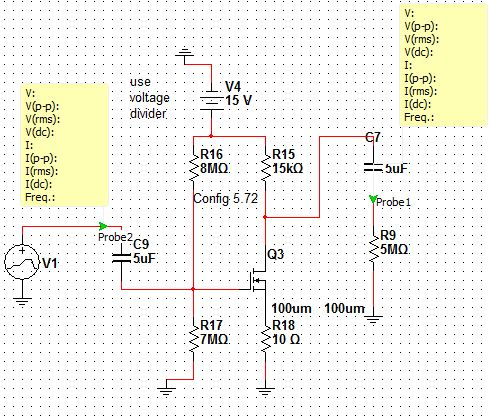 V:
V(p-p):
V(rms):
V(dc):
I:
I(p-p):
I(rms):
I(dc):
Freq.:
use
voltage
divider
V4
15 V
V:
V(p-p):
V(rms):
V(dc):
I:
I(p-p):
I(rms):
I(dc):
Freq.:
R16
8MΩ
R15
15kΩ
C7
5uF
Config 5.72
Probe1
Probe2
C9
5uF
V1
Q3
R9
5MΩ
100um 100um
R17
7MΩ
R18
10 Ω